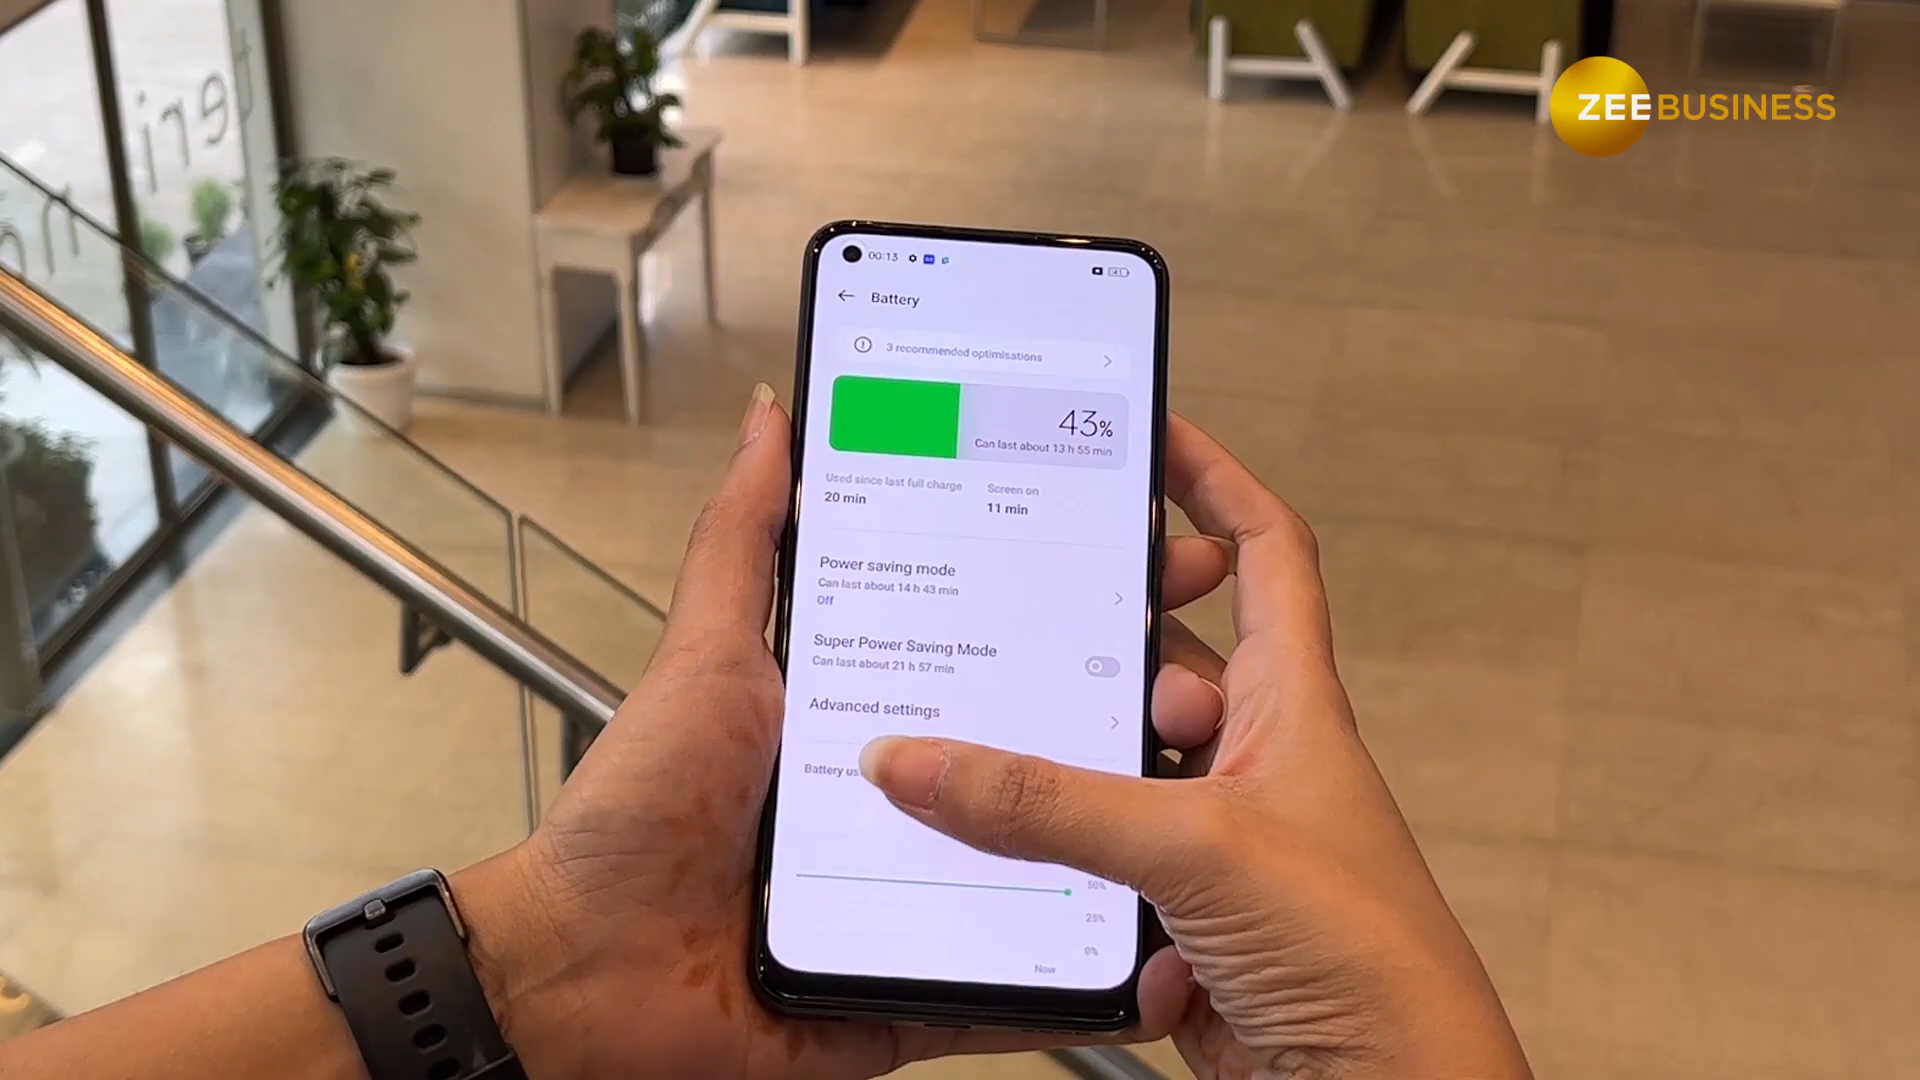 ZEEBUSINESS
00:13
Battery
3 recommended optimisations
43%
Can last about 13 h 55 min
Used since last full charge
20 min
Screen on
11 min
Power saving mode
Can last about 14 h 43 min
Off
Super Power Saving Mode
Can last about 21 h 57 min
Advanced settings
Battery
50%
25%
0%
Now